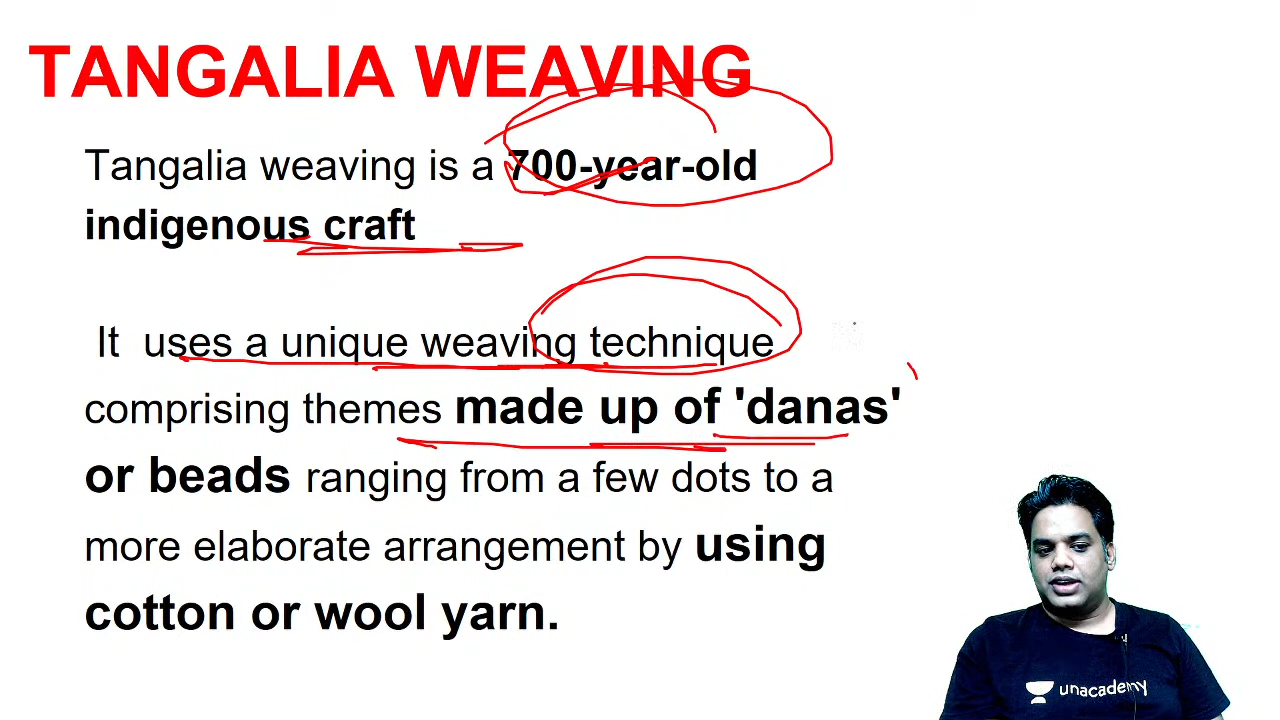 TANGALIA WEAVING
Tangalia weaving is a 700-year-old
indigenous craft
It uses a unique weaving technique
comprising themes made up of 'danas'
or beads ranging from a few dots to a
more elaborate arrangement by using
cotton or wool yarn.
unacademy